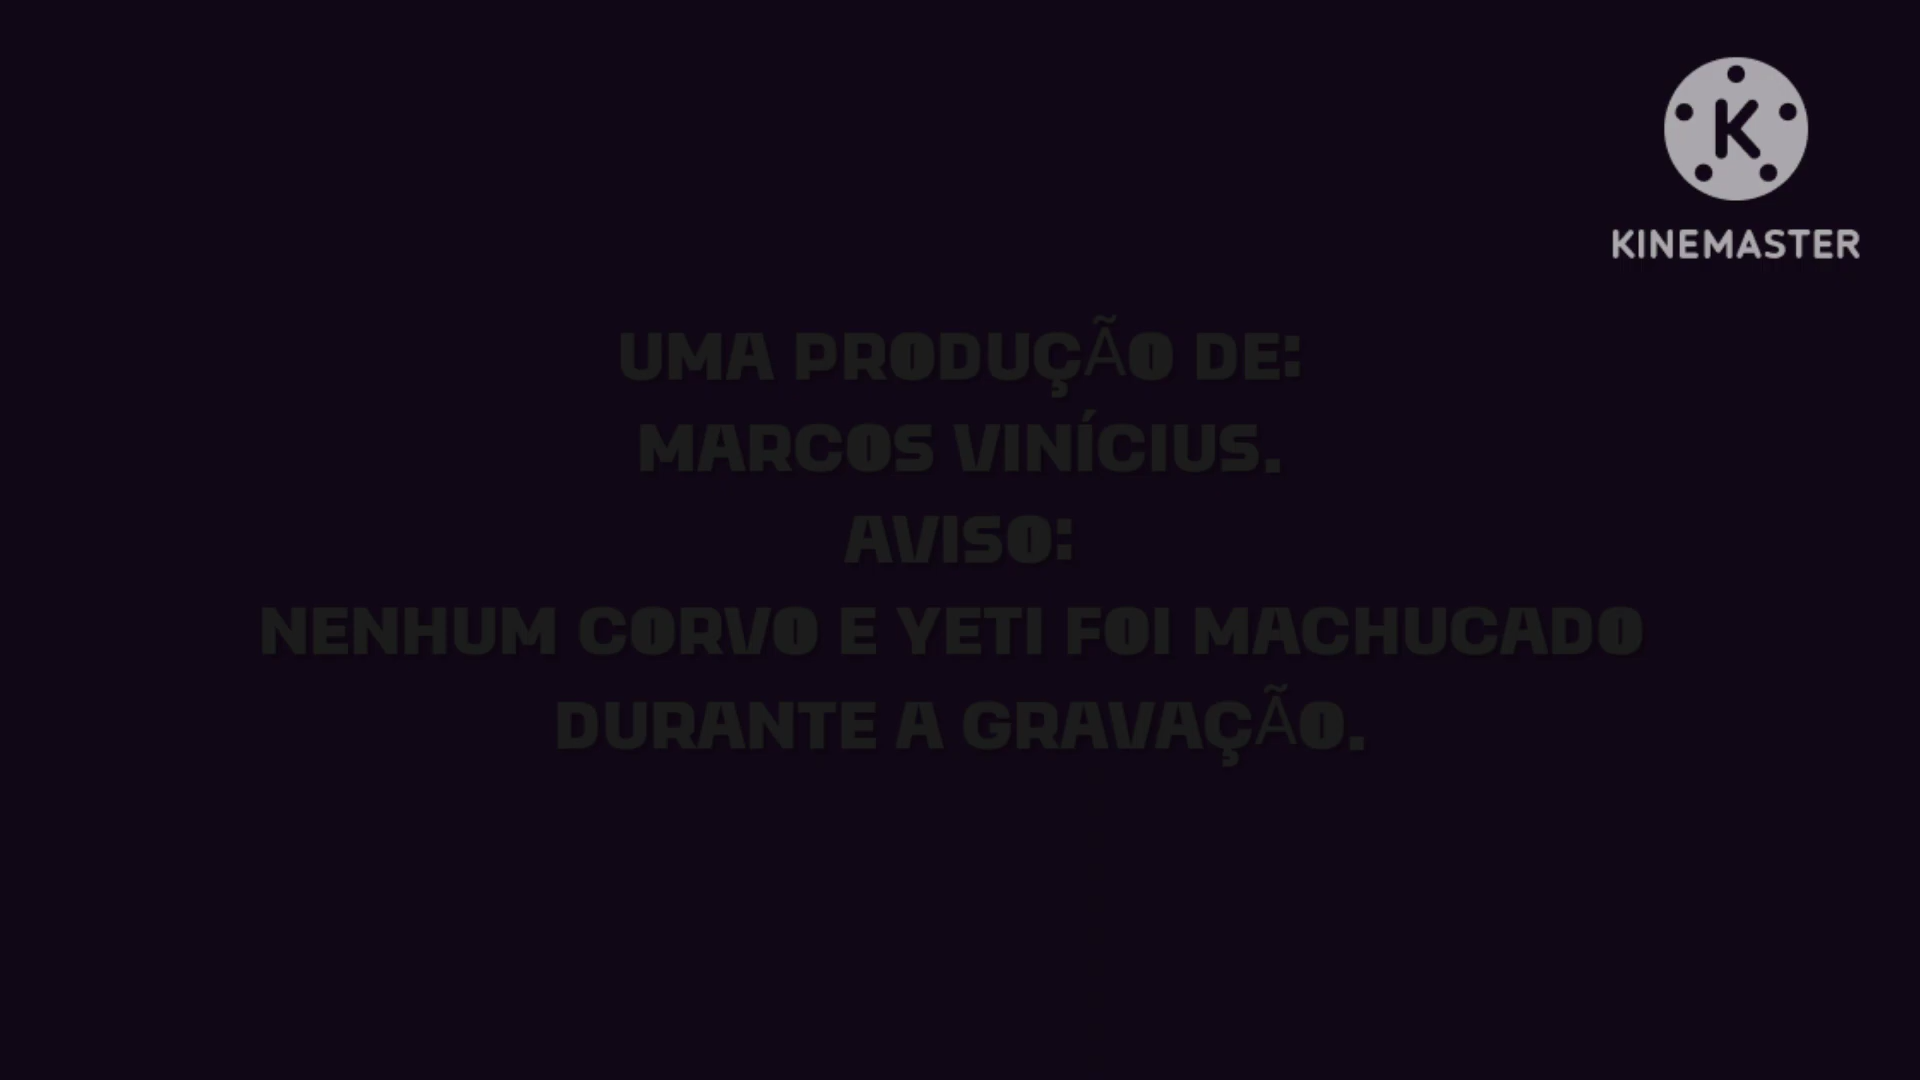 K
KINEMASTER
UMA PRODUÇÃO DE:
MARCOS VINÍCIUS.
AVISO:
NENHUM CORVO E YETI FOI MACHUCADO
DURANTE A GRAVAÇÃO.